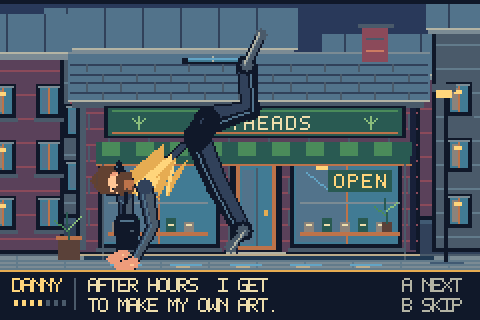 HEADS
OPEN
DANNY
AFTER HOURS I GET
TO MAKE MY OWN ART.
A NEXT
B SKIP